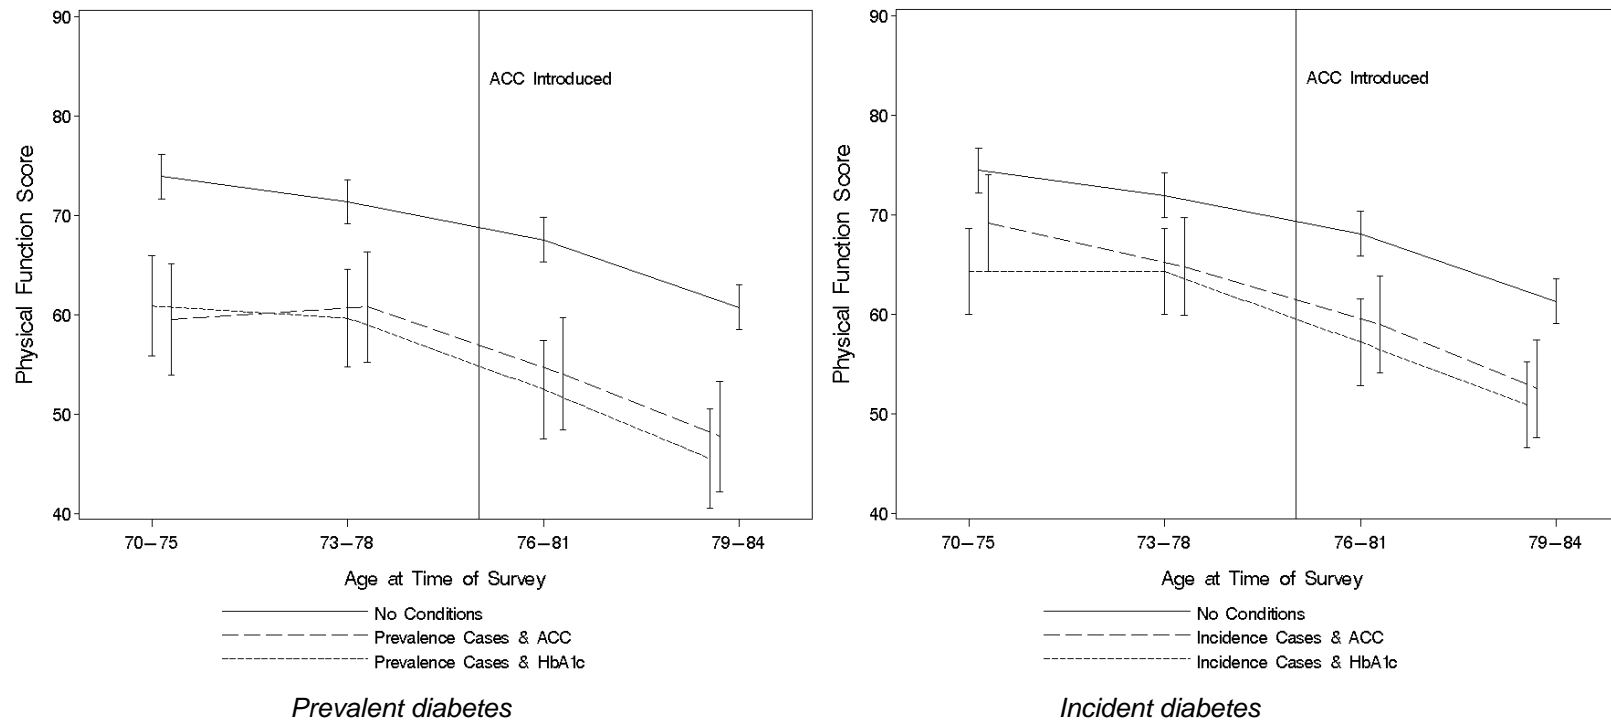 90
80
70
60
50
40
Physical Function Score
ACC Introduced
70–75
73–78
76–81
79–84
Age at Time of Survey
No Conditions
Prevalence Cases & ACC
Prevalence Cases & HbA1c
Prevalent diabetes
90
80
70
60
50
40
Physical Function Score
ACC Introduced
70–75
73–78
76–81
79–84
Age at Time of Survey
No Conditions
Incidence Cases & ACC
Incidence Cases & HbA1c
Incident diabetes